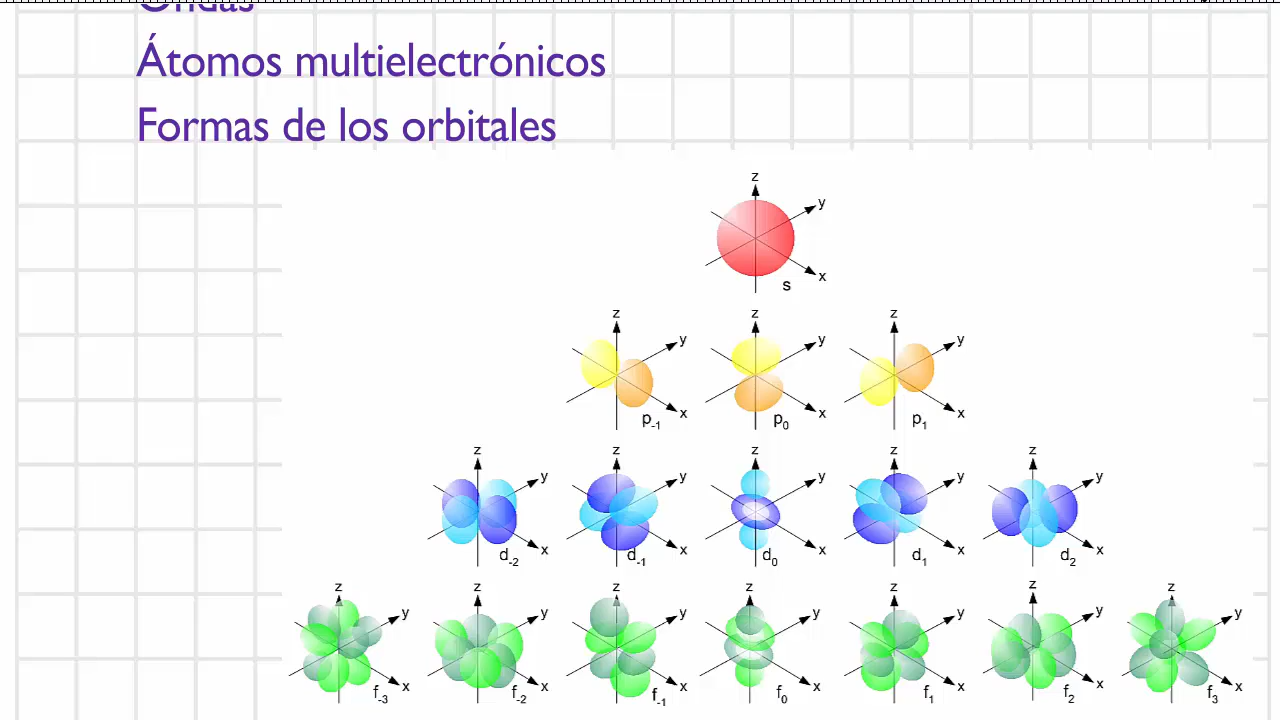 Ondas
Átomos multielectrónicos
Formas de los orbitales
z
y
x
s
z
y
x
p-1
z
y
x
p0
z
y
x
p1
z
y
x
d-2
z
y
x
d-1
z
y
x
d0
z
y
x
d1
z
y
x
d2
z
y
x
f-3
z
y
x
f-2
z
y
x
f-1
z
y
x
f0
z
y
x
f1
z
y
x
f2
z
y
x
f3